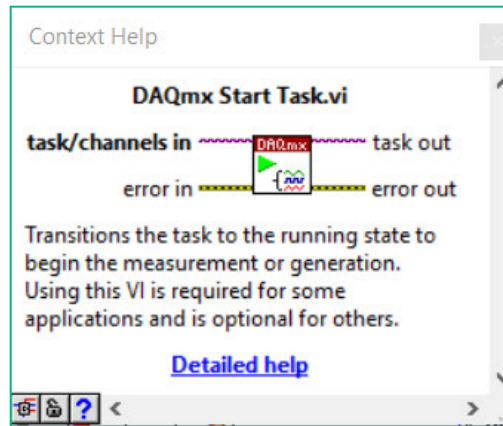 Context Help
DAQmx Start Task.vi
task/channels in DAQmx task out
error in error out
Transitions the task to the running state to
begin the measurement or generation.
Using this VI is required for some
applications and is optional for others.
Detailed help
?